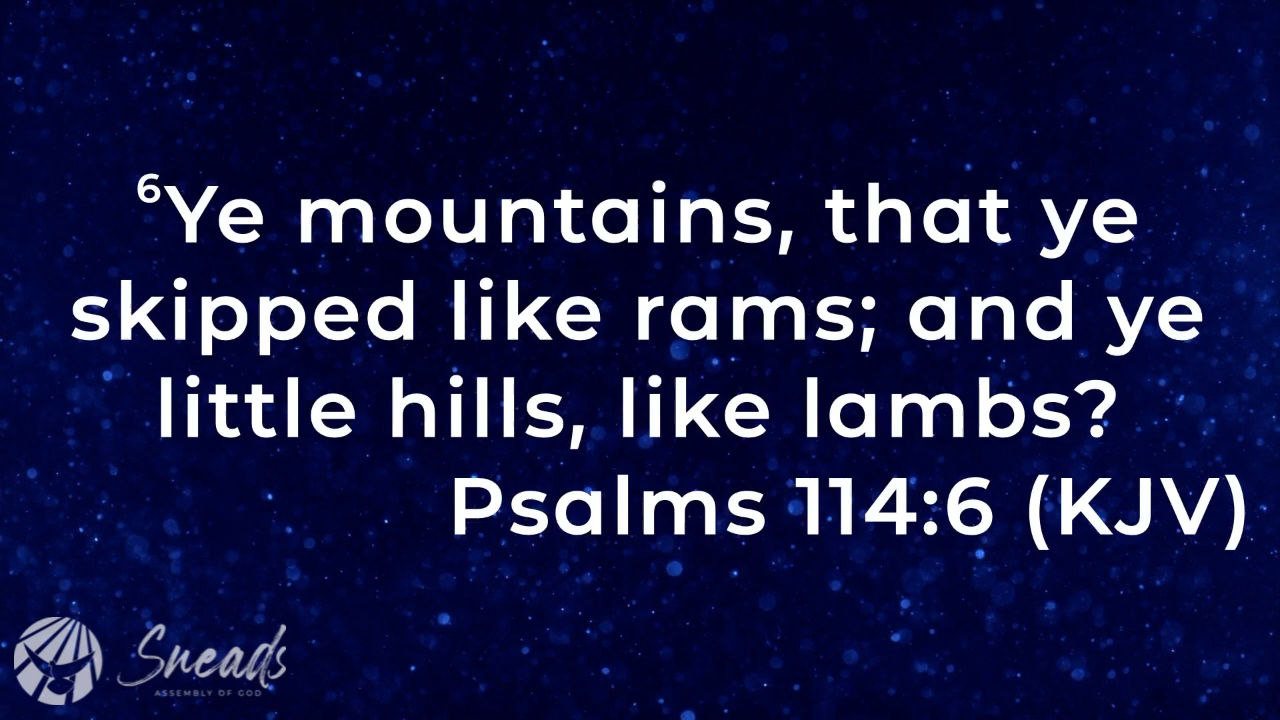 ⁶Ye mountains, that ye
skipped like rams; and ye
little hills, like lambs?
Psalms 114:6 (KJV)
Sneads
ASSEMBLY OF GOD